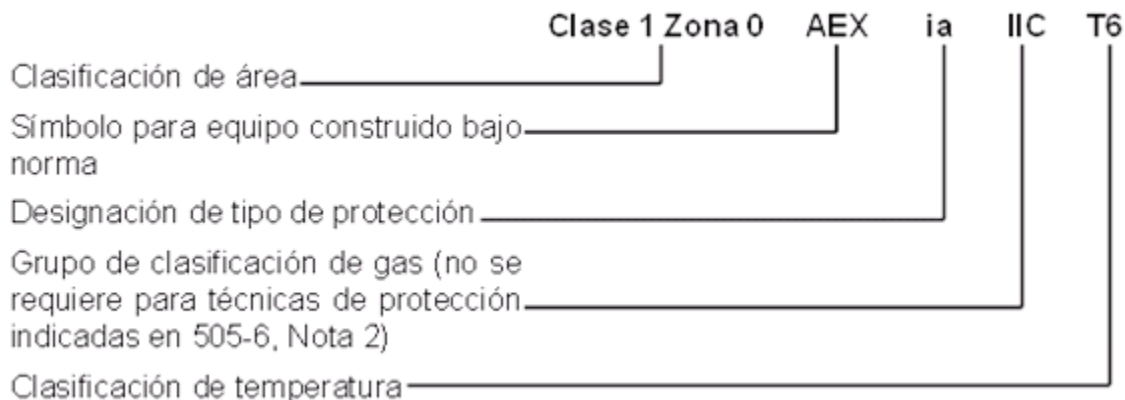 Clase 1 Zona 0 AEX ia IIC T6
Clasificación de área
Símbolo para equipo construido bajo
norma
Designación de tipo de protección
Grupo de clasificación de gas (no se
requiere para técnicas de protección
indicadas en 505-6, Nota 2)
Clasificación de temperatura